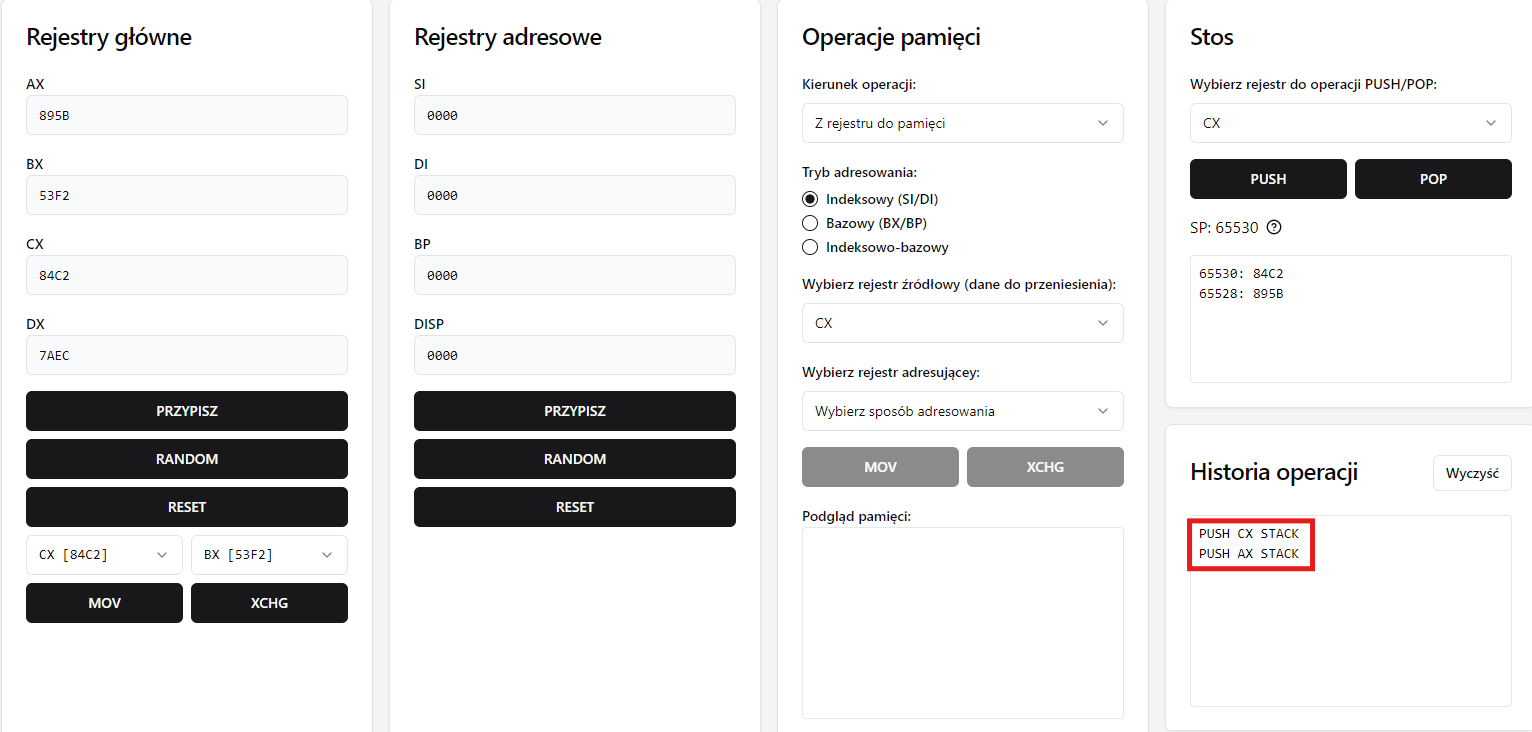 Rejestry główne
AX
895B
BX
53F2
CX
84C2
DX
7AEC
PRZYPISZ
RANDOM
RESET
CX [84C2]
BX [53F2]
MOV
XCHG
Rejestry adresowe
SI
0000
DI
0000
BP
0000
DISP
0000
PRZYPISZ
RANDOM
RESET
Operacje pamięci
Kierunek operacji:
Z rejestru do pamięci
Tryb adresowania:
Indeksowy (SI/DI)
Bazowy (BX/BP)
Indeksowo-bazowy
Wybierz rejestr źródłowy (dane do przeniesienia):
CX
Wybierz rejestr adresującey:
Wybierz sposób adresowania
MOV
XCHG
Podgląd pamięci:
Stos
Wybierz rejestr do operacji PUSH/POP:
CX
PUSH
POP
SP: 65530
65530: 84C2
65528: 895B
Historia operacji
Wyczyść
PUSH CX STACK
PUSH AX STACK